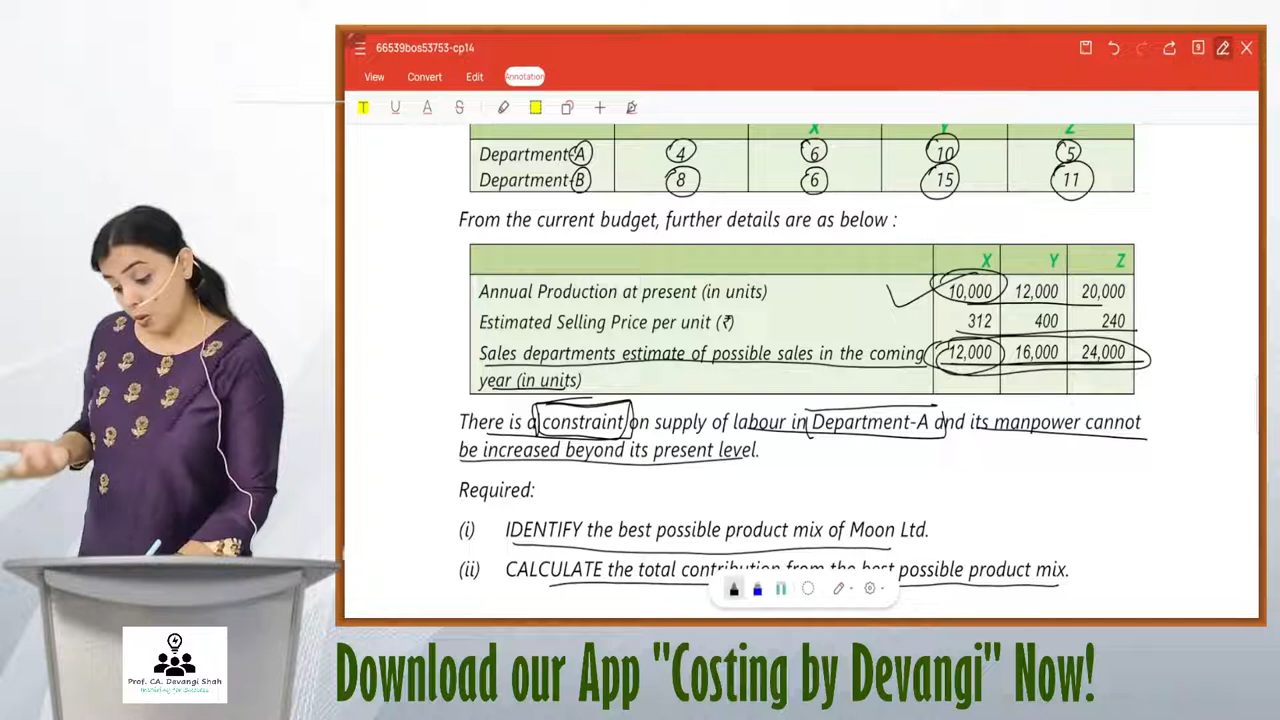 66539bos53753-cp14
9
View Convert Edit Annotation
T U A S
X Y Z
Department-A 4 6 10 5
Department-B 8 6 15 11
From the current budget, further details are as below :
X Y Z
Annual Production at present (in units) 10,000 12,000 20,000
Estimated Selling Price per unit (₹) 312 400 240
Sales departments estimate of possible sales in the coming 12,000 16,000 24,000
year (in units)
There is a constraint on supply of labour in Department-A and its manpower cannot
be increased beyond its present level.
Required:
(i) IDENTIFY the best possible product mix of Moon Ltd.
(ii) CALCULATE the total contribution from the best possible product mix.
Prof. CA. Devangi Shah
Inspiring for Success
Download our App "Costing by Devangi" Now!